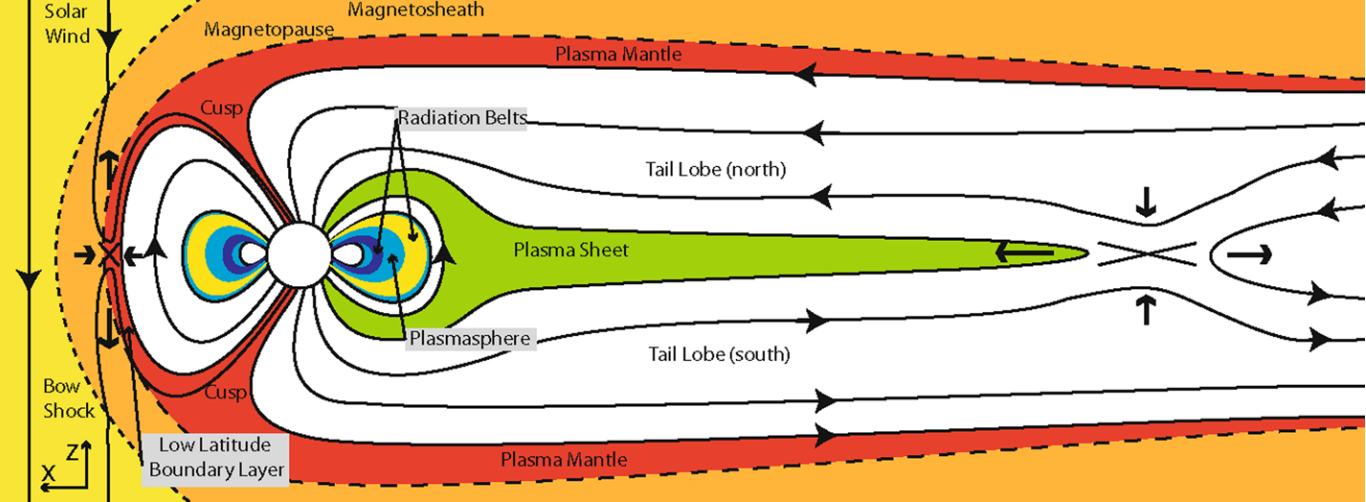 Solar
Wind
Magnetosheath
Magnetopause
Plasma Mantle
Cusp
Radiation Belts
Tail Lobe (north)
Plasma Sheet
Plasmasphere
Tail Lobe (south)
Bow
Shock
Cusp
Low Latitude
Boundary Layer
Plasma Mantle
Z
X